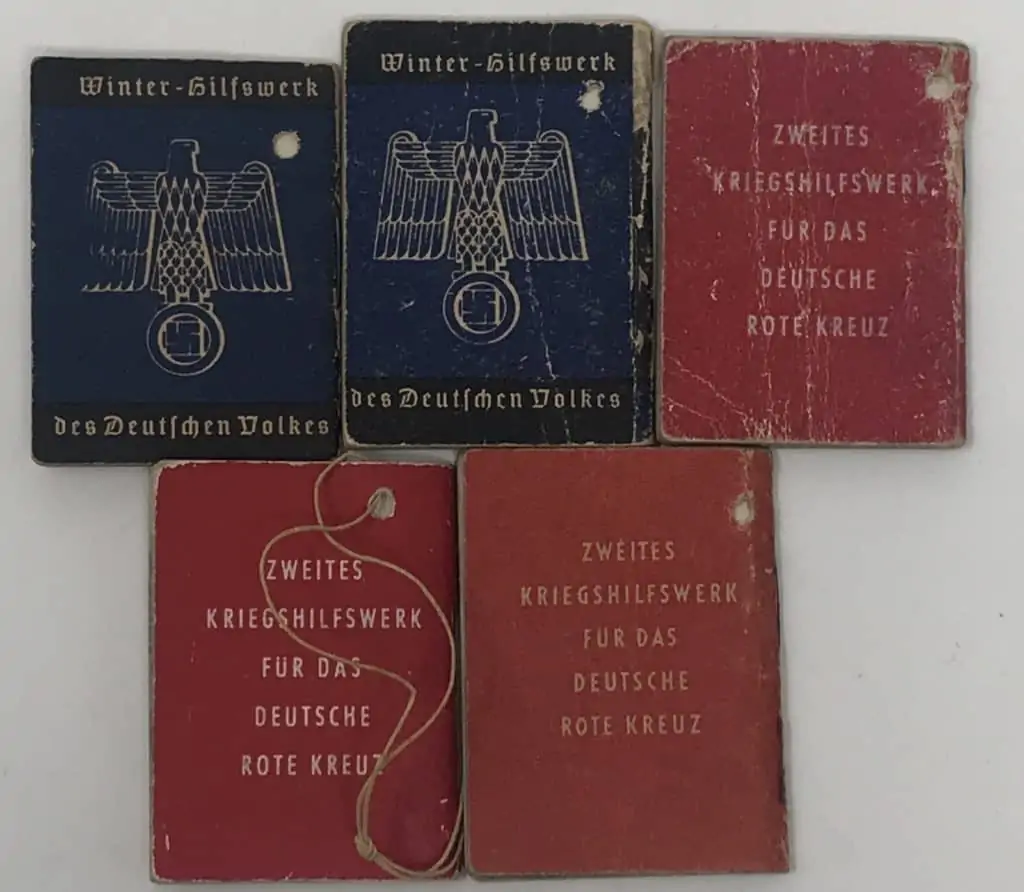 Winter-Hilfswerk
des Deutſchen Volkes
Winter-Hilfswerk
des Deutſchen Volkes
ZWEITES
KRIEGSHILFSWERK
FÜR DAS
DEUTSCHE
ROTE KREUZ
ZWEITES
KRIEGSHILFSWERK
FÜR DAS
DEUTSCHE
ROTE KREUZ
ZWEITES
KRIEGSHILFSWERK
FÜR DAS
DEUTSCHE
ROTE KREUZ